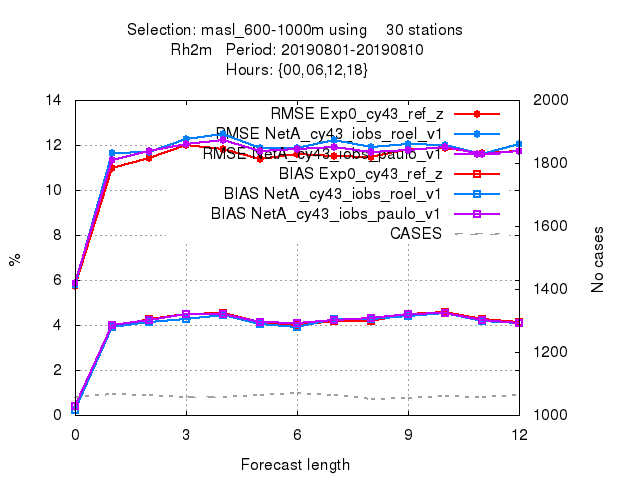 Selection: masl_600-1000m using 30 stations
Rh2m Period: 20190801-20190810
Hours: {00,06,12,18}
RMSE Exp0_cy43_ref_z
RMSE NetA_cy43_iobs_roel_v1
RMSE NetA_cy43_iobs_paulo_v1
BIAS Exp0_cy43_ref_z
BIAS NetA_cy43_iobs_roel_v1
BIAS NetA_cy43_iobs_paulo_v1
CASES
14
12
10
8
6
4
2
0
%
2000
1800
1600
1400
1200
1000
No cases
0 3 6 9 12
Forecast length